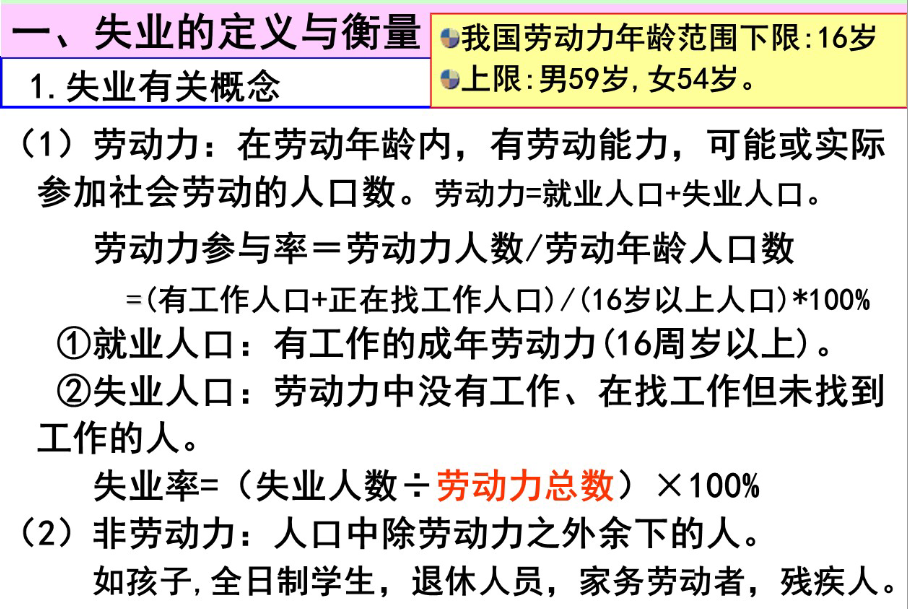 一、失业的定义与衡量
我国劳动力年龄范围下限:16岁
上限:男59岁,女54岁。
1.失业有关概念
（1）劳动力：在劳动年龄内，有劳动能力，可能或实际
参加社会劳动的人口数。劳动力=就业人口+失业人口。
劳动力参与率＝劳动力人数/劳动年龄人口数
=(有工作人口+正在找工作人口)/(16岁以上人口)*100%
①就业人口：有工作的成年劳动力(16周岁以上)。
②失业人口：劳动力中没有工作、在找工作但未找到
工作的人。
失业率=（失业人数÷劳动力总数）×100%
（2）非劳动力：人口中除劳动力之外余下的人。
如孩子,全日制学生，退休人员，家务劳动者，残疾人。